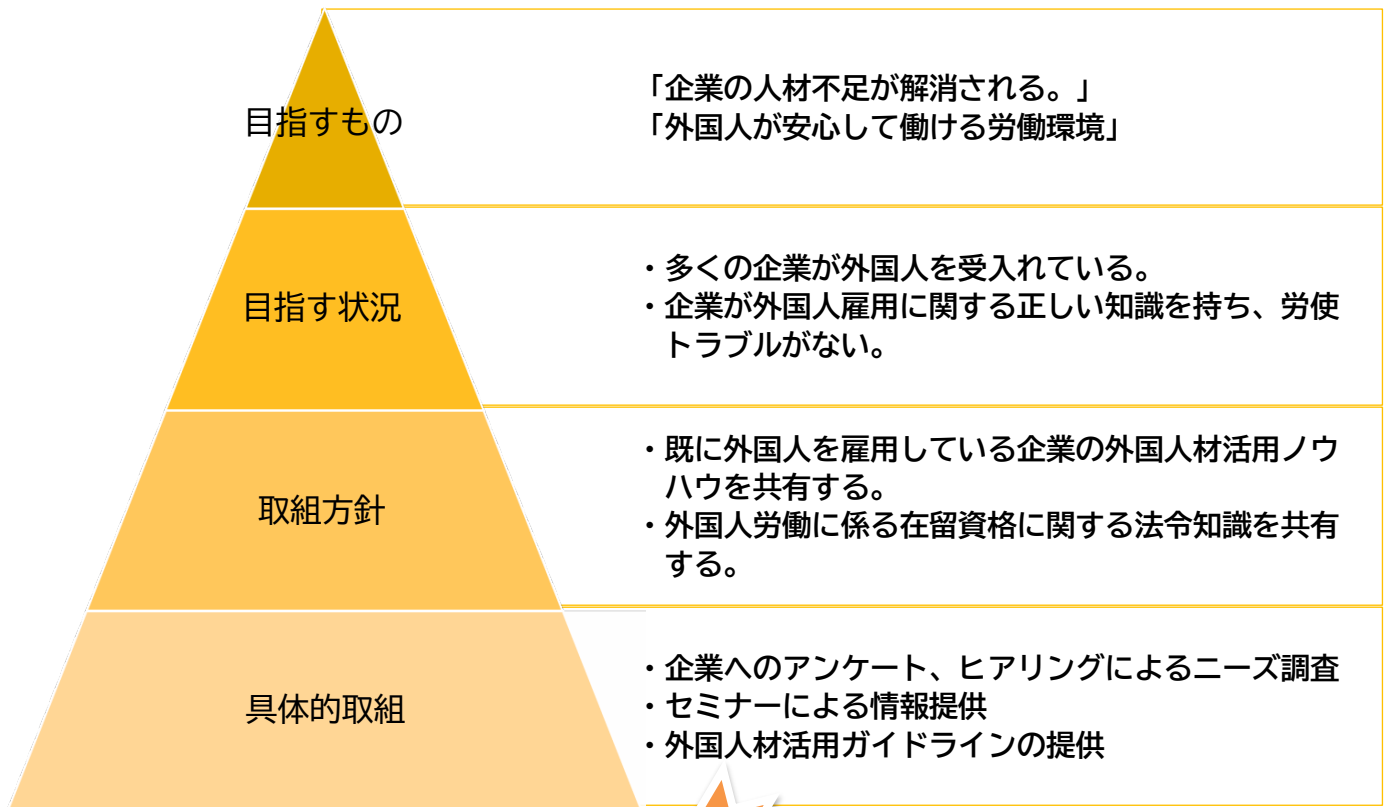 目指すもの
「企業の人材不足が解消される。」
「外国人が安心して働ける労働環境」
目指す状況
・多くの企業が外国人を受入れている。
・企業が外国人雇用に関する正しい知識を持ち、労使
トラブルがない。
取組方針
・既に外国人を雇用している企業の外国人材活用ノウ
ハウを共有する。
・外国人労働に係る在留資格に関する法令知識を共有
する。
具体的取組
・企業へのアンケート、ヒアリングによるニーズ調査
・セミナーによる情報提供
・外国人材活用ガイドラインの提供